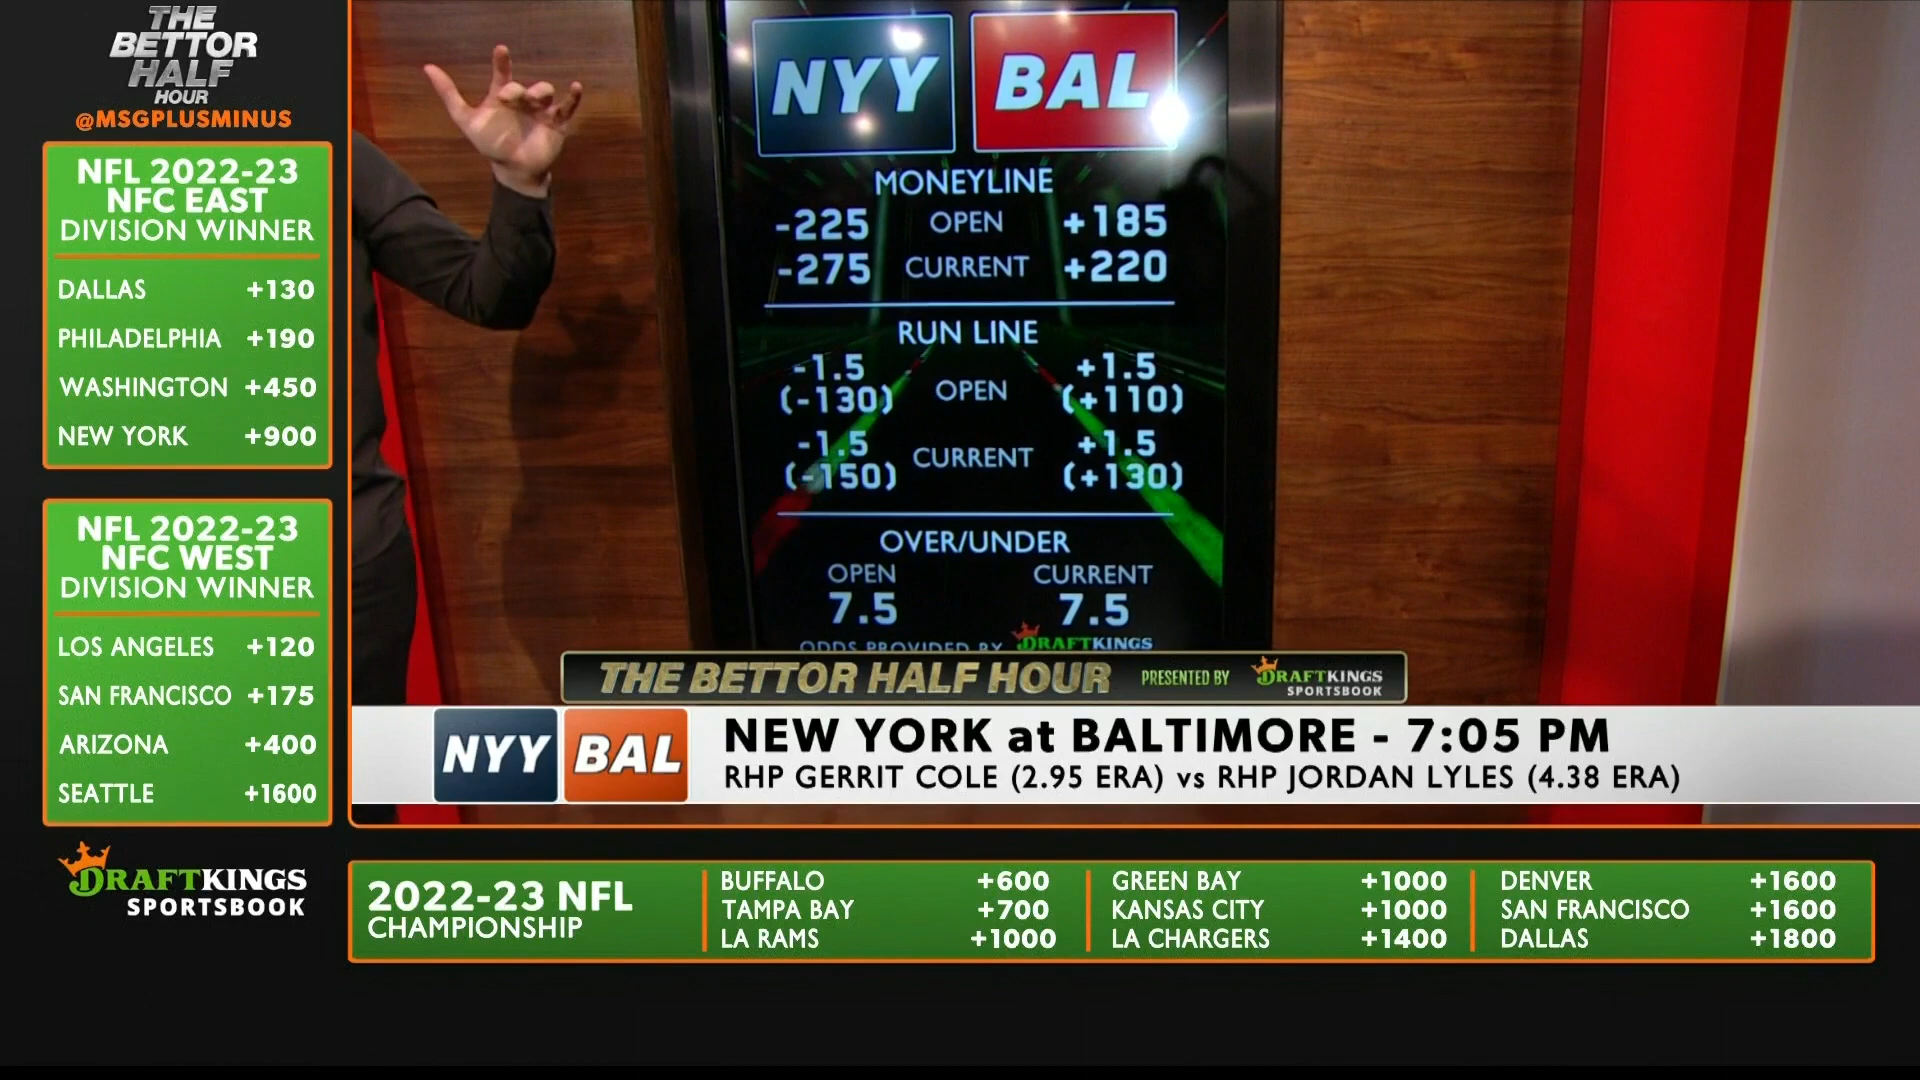 THE
BETTOR
HALF
HOUR
@MSGPLUSMINUS
NFL 2022-23
NFC EAST
DIVISION WINNER
DALLAS +130
PHILADELPHIA +190
WASHINGTON +450
NEW YORK +900
NFL 2022-23
NFC WEST
DIVISION WINNER
LOS ANGELES +120
SAN FRANCISCO +175
ARIZONA +400
SEATTLE +1600
DRAFTKINGS
SPORTSBOOK
NYY BAL
MONEYLINE
-225 OPEN +185
-275 CURRENT +220
RUN LINE
-1.5 +1.5
(-130) OPEN (+110)
-1.5 +1.5
(-150) CURRENT (+130)
OVER/UNDER
OPEN CURRENT
7.5 7.5
ODDS PROVIDED BY DRAFTKINGS
THE BETTOR HALF HOUR PRESENTED BY DRAFTKINGS
SPORTSBOOK
NYY BAL
NEW YORK at BALTIMORE - 7:05 PM
RHP GERRIT COLE (2.95 ERA) vs RHP JORDAN LYLES (4.38 ERA)
2022-23 NFL
CHAMPIONSHIP
BUFFALO +600
TAMPA BAY +700
LA RAMS +1000
GREEN BAY +1000
KANSAS CITY +1000
LA CHARGERS +1400
DENVER +1600
SAN FRANCISCO +1600
DALLAS +1800